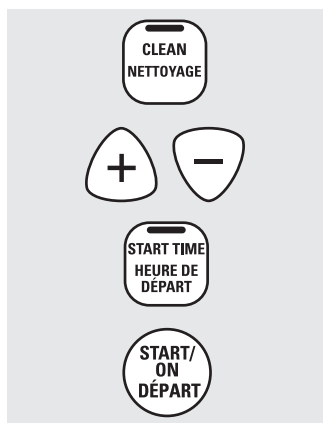 CLEAN
NETTOYAGE
+ −
START TIME
HEURE DE
DÉPART
START/
ON
DÉPART